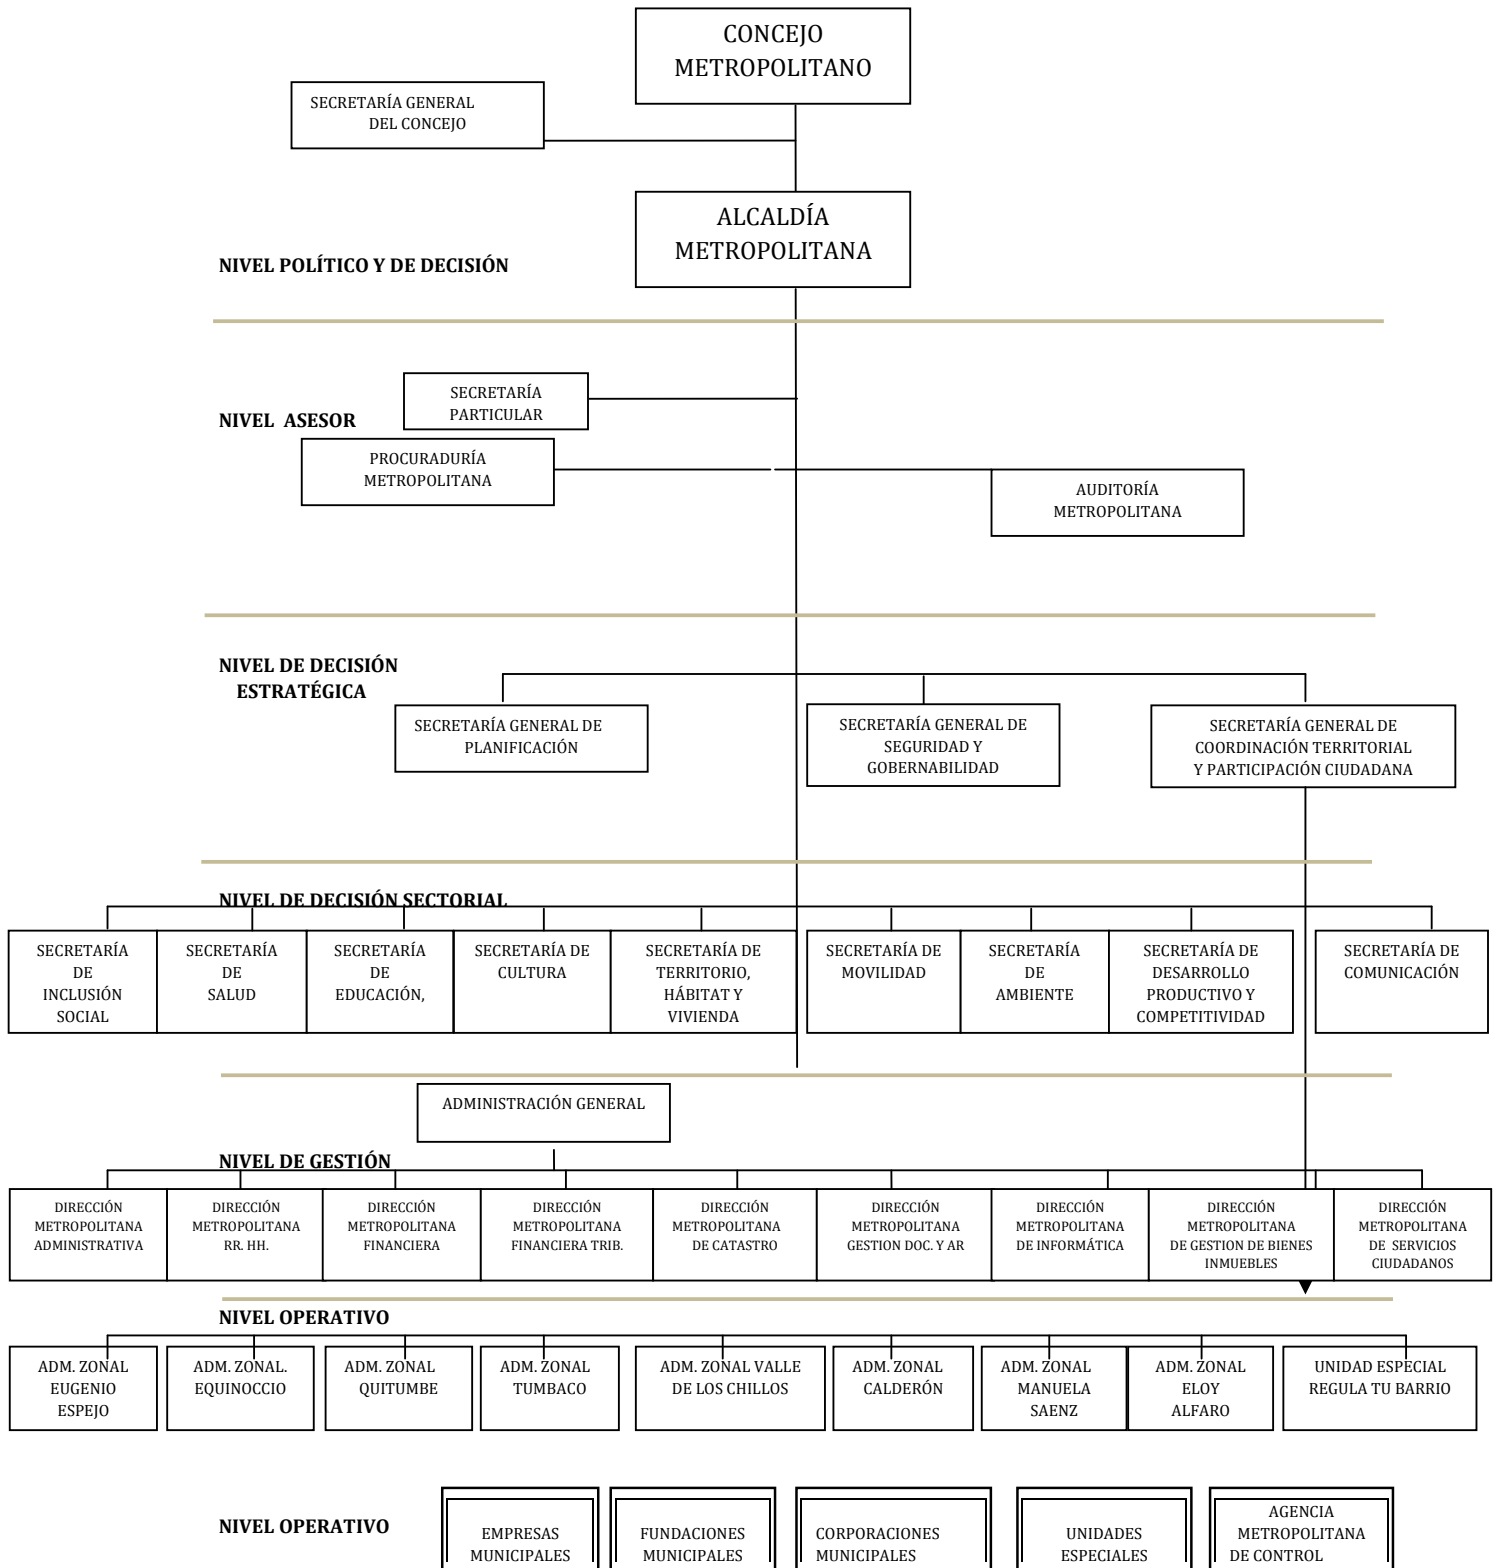 CONCEJO
METROPOLITANO
SECRETARÍA GENERAL
DEL CONCEJO
ALCALDÍA
METROPOLITANA
NIVEL POLÍTICO Y DE DECISIÓN
SECRETARÍA
PARTICULAR
NIVEL ASESOR
PROCURADURÍA
METROPOLITANA
AUDITORÍA
METROPOLITANA
NIVEL DE DECISIÓN
ESTRATÉGICA
SECRETARÍA GENERAL DE
PLANIFICACIÓN
SECRETARÍA GENERAL DE
SEGURIDAD Y
GOBERNABILIDAD
SECRETARÍA GENERAL DE
COORDINACIÓN TERRITORIAL
Y PARTICIPACIÓN CIUDADANA
NIVEL DE DECISIÓN SECTORIAL
SECRETARÍA
DE
INCLUSIÓN
SOCIAL
SECRETARÍA
DE
SALUD
SECRETARÍA
DE
EDUCACIÓN,
SECRETARÍA DE
CULTURA
SECRETARÍA DE
TERRITORIO,
HÁBITAT Y
VIVIENDA
SECRETARÍA DE
MOVILIDAD
SECRETARÍA
DE
AMBIENTE
SECRETARÍA DE
DESARROLLO
PRODUCTIVO Y
COMPETITIVIDAD
SECRETARÍA DE
COMUNICACIÓN
ADMINISTRACIÓN GENERAL
NIVEL DE GESTIÓN
DIRECCIÓN
METROPOLITANA
ADMINISTRATIVA
DIRECCIÓN
METROPOLITANA
RR. HH.
DIRECCIÓN
METROPOLITANA
FINANCIERA
DIRECCIÓN
METROPOLITANA
FINANCIERA TRIB.
DIRECCIÓN
METROPOLITANA
DE CATASTRO
DIRECCIÓN
METROPOLITANA
GESTION DOC. Y AR
DIRECCIÓN
METROPOLITANA
DE INFORMÁTICA
DIRECCIÓN
METROPOLITANA
DE GESTION DE BIENES
INMUEBLES
DIRECCIÓN
METROPOLITANA
DE SERVICIOS
CIUDADANOS
NIVEL OPERATIVO
ADM. ZONAL
EUGENIO
ESPEJO
ADM. ZONAL.
EQUINOCCIO
ADM. ZONAL
QUITUMBE
ADM. ZONAL
TUMBACO
ADM. ZONAL VALLE
DE LOS CHILLOS
ADM. ZONAL
CALDERÓN
ADM. ZONAL
MANUELA
SAENZ
ADM. ZONAL
ELOY
ALFARO
UNIDAD ESPECIAL
REGULA TU BARRIO
NIVEL OPERATIVO
EMPRESAS
MUNICIPALES
FUNDACIONES
MUNICIPALES
CORPORACIONES
MUNICIPALES
UNIDADES
ESPECIALES
AGENCIA
METROPOLITANA
DE CONTROL